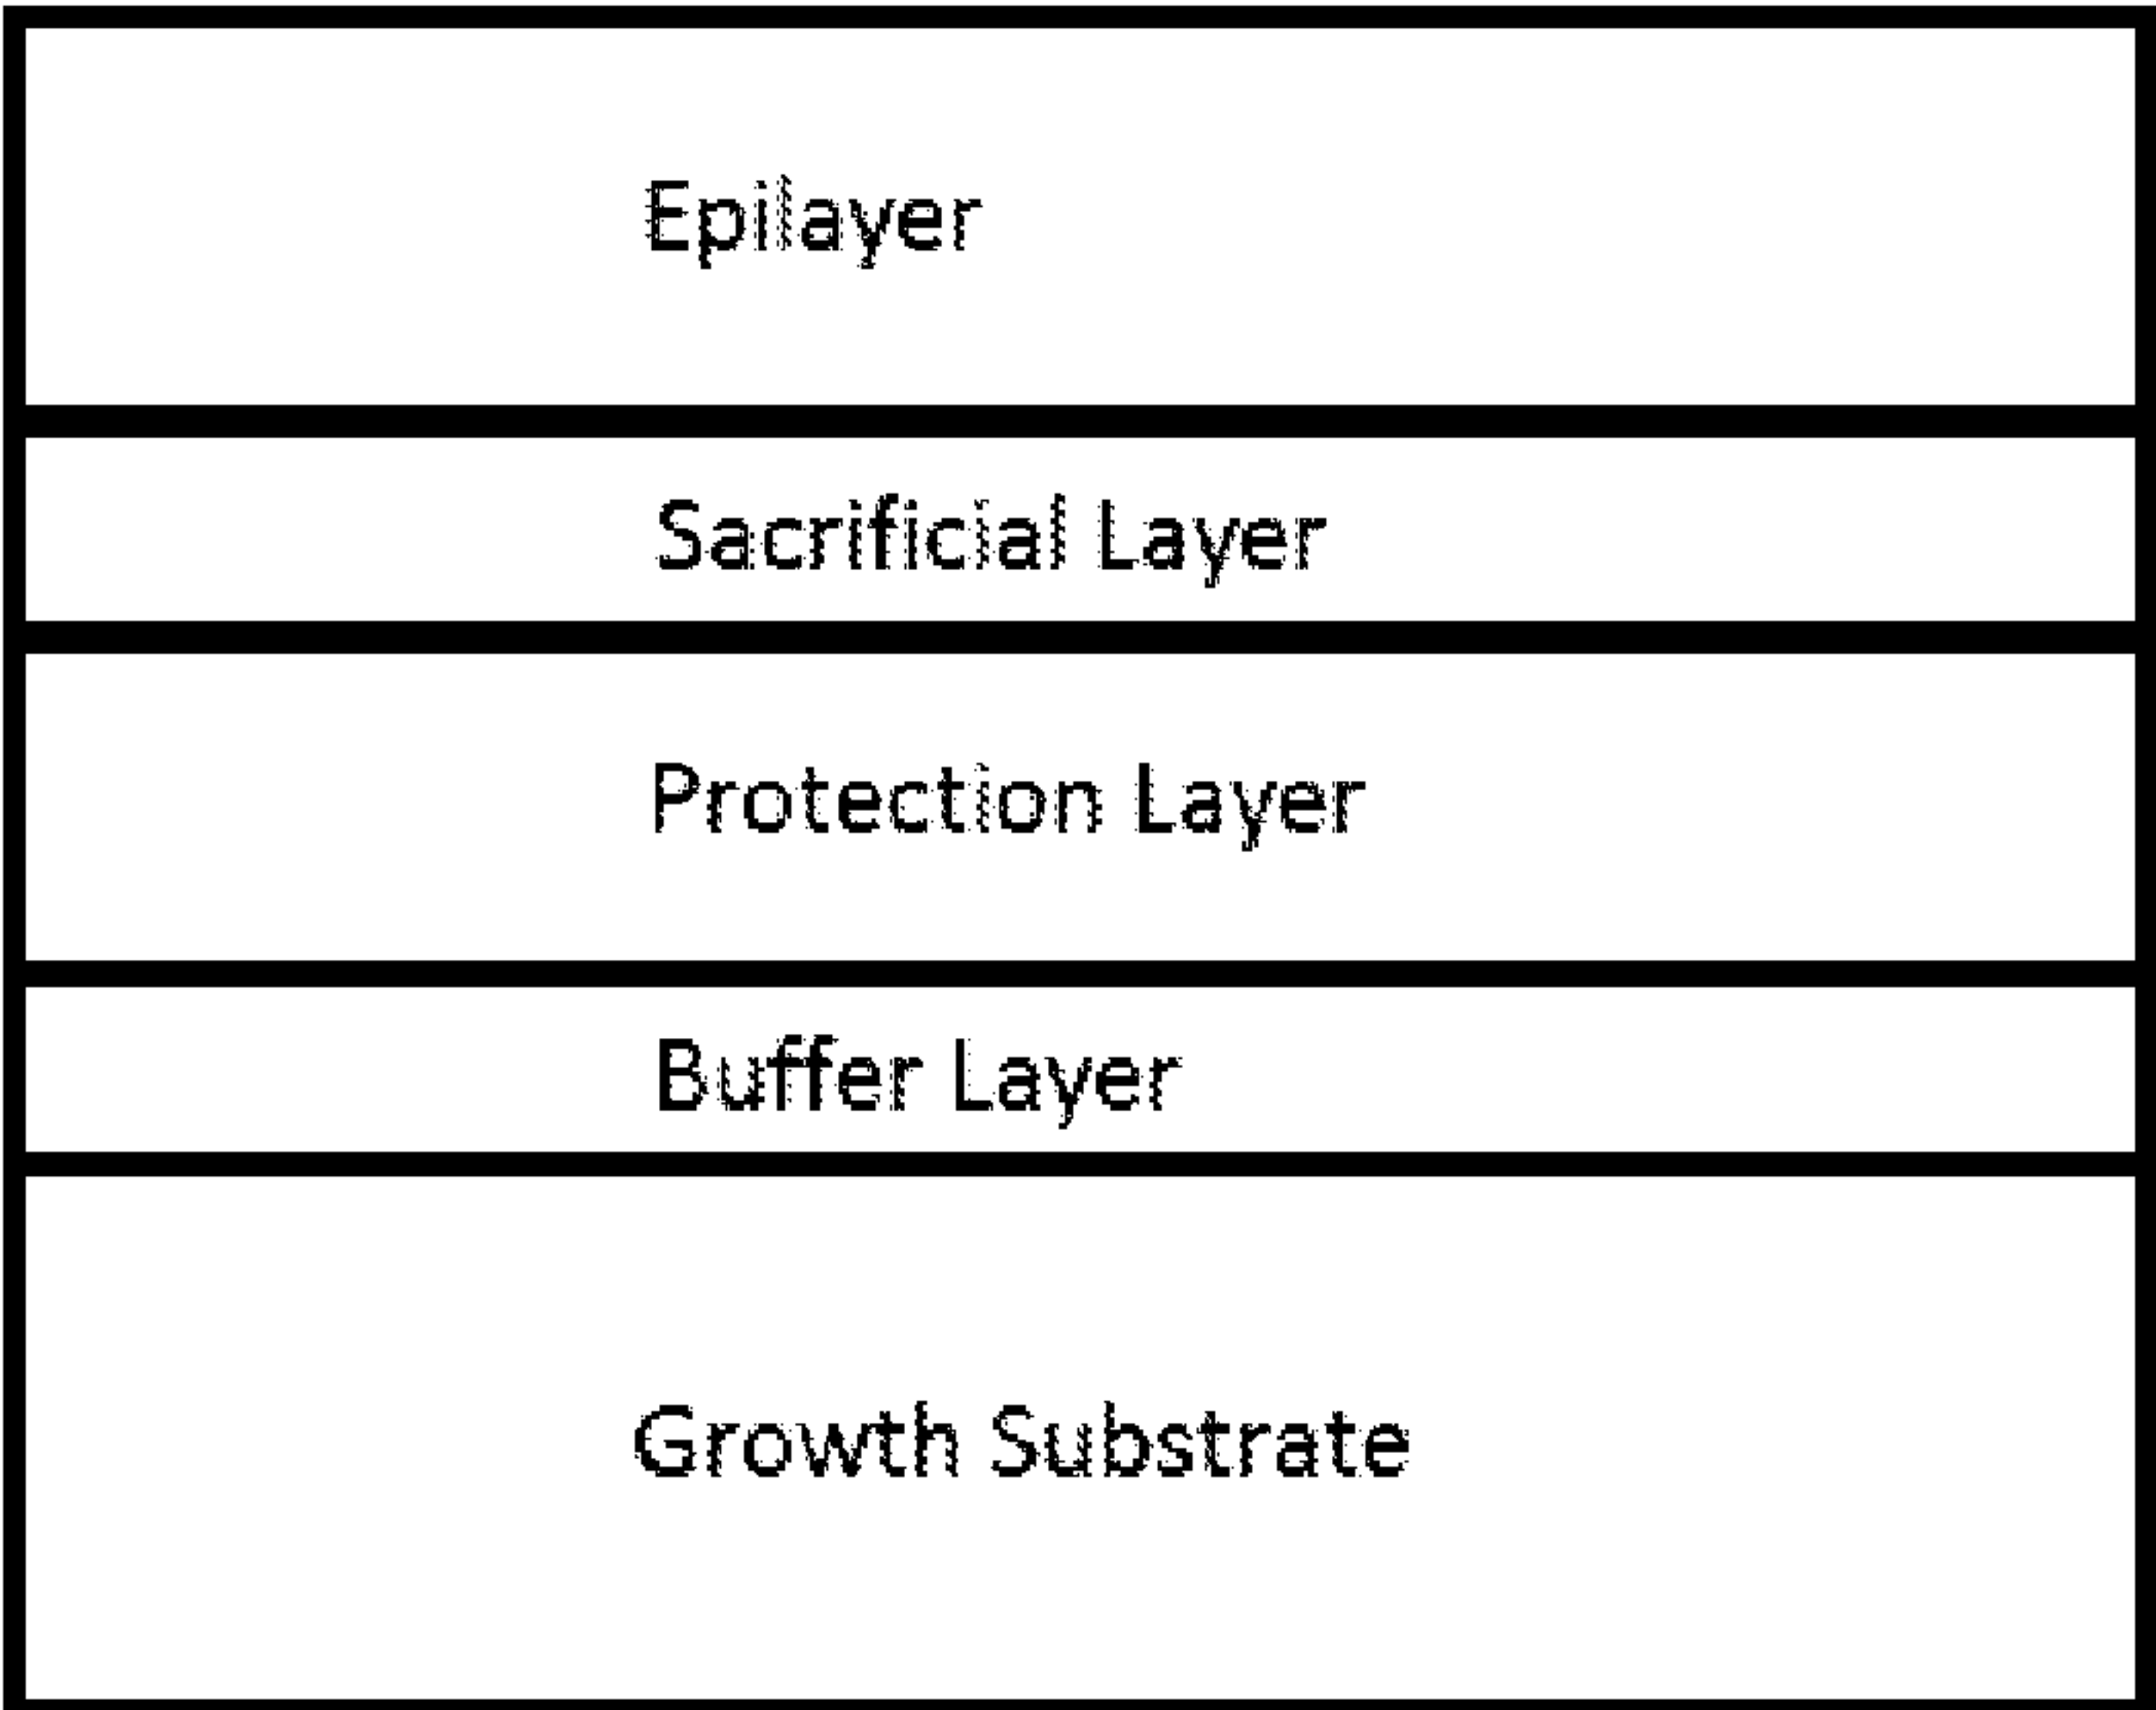 Epilayer
Sacrificial Layer
Protection Layer
Buffer Layer
Growth Substrate